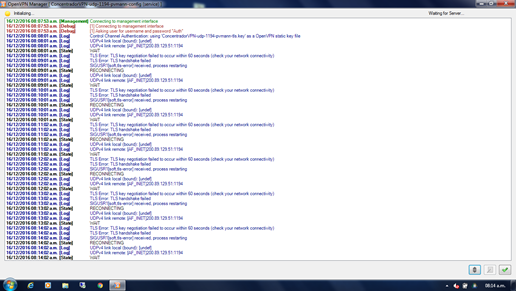 OpenVPN Manager [ConcentradorVPN-udp-1194-pvmami-config (service)]
Initializing...
Waiting for Server...
16/12/2016 08:07:53 a.m. [Management] Connecting to management interface
16/12/2016 08:07:53 a.m. [Debug] [*] Connecting to management interface
16/12/2016 08:07:53 a.m. [Debug] [*] Asking user for username and password "Auth"
16/12/2016 08:08:01 a.m. [Log] Control Channel Authentication: using 'ConcentradorVPN-udp-1194-pvmami-tls.key' as a OpenVPN static key file
16/12/2016 08:08:01 a.m. [Log] UDPv4 link local (bound): [undef]
16/12/2016 08:08:01 a.m. [Log] UDPv4 link remote: [AF_INET]200.89.129.51:1194
16/12/2016 08:08:01 a.m. [State] WAIT
16/12/2016 08:09:01 a.m. [Log] TLS Error: TLS key negotiation failed to occur within 60 seconds (check your network connectivity)
16/12/2016 08:09:01 a.m. [Log] TLS Error: TLS handshake failed
16/12/2016 08:09:01 a.m. [Log] SIGUSR1[soft,tls-error] received, process restarting
16/12/2016 08:09:01 a.m. [State] RECONNECTING
16/12/2016 08:09:01 a.m. [Log] UDPv4 link local (bound): [undef]
16/12/2016 08:09:01 a.m. [Log] UDPv4 link remote: [AF_INET]200.89.129.51:1194
16/12/2016 08:09:01 a.m. [State] WAIT
16/12/2016 08:10:01 a.m. [Log] TLS Error: TLS key negotiation failed to occur within 60 seconds (check your network connectivity)
16/12/2016 08:10:01 a.m. [Log] TLS Error: TLS handshake failed
16/12/2016 08:10:01 a.m. [Log] SIGUSR1[soft,tls-error] received, process restarting
16/12/2016 08:10:01 a.m. [State] RECONNECTING
16/12/2016 08:10:01 a.m. [Log] UDPv4 link local (bound): [undef]
16/12/2016 08:10:01 a.m. [Log] UDPv4 link remote: [AF_INET]200.89.129.51:1194
16/12/2016 08:10:01 a.m. [State] WAIT
16/12/2016 08:11:02 a.m. [Log] TLS Error: TLS key negotiation failed to occur within 60 seconds (check your network connectivity)
16/12/2016 08:11:02 a.m. [Log] TLS Error: TLS handshake failed
16/12/2016 08:11:02 a.m. [Log] SIGUSR1[soft,tls-error] received, process restarting
16/12/2016 08:11:02 a.m. [State] RECONNECTING
16/12/2016 08:11:02 a.m. [Log] UDPv4 link local (bound): [undef]
16/12/2016 08:11:02 a.m. [Log] UDPv4 link remote: [AF_INET]200.89.129.51:1194
16/12/2016 08:11:02 a.m. [State] WAIT
16/12/2016 08:12:02 a.m. [Log] TLS Error: TLS key negotiation failed to occur within 60 seconds (check your network connectivity)
16/12/2016 08:12:02 a.m. [Log] TLS Error: TLS handshake failed
16/12/2016 08:12:02 a.m. [Log] SIGUSR1[soft,tls-error] received, process restarting
16/12/2016 08:12:02 a.m. [State] RECONNECTING
16/12/2016 08:12:02 a.m. [Log] UDPv4 link local (bound): [undef]
16/12/2016 08:12:02 a.m. [Log] UDPv4 link remote: [AF_INET]200.89.129.51:1194
16/12/2016 08:12:02 a.m. [State] WAIT
16/12/2016 08:13:02 a.m. [Log] TLS Error: TLS key negotiation failed to occur within 60 seconds (check your network connectivity)
16/12/2016 08:13:02 a.m. [Log] TLS Error: TLS handshake failed
16/12/2016 08:13:02 a.m. [Log] SIGUSR1[soft,tls-error] received, process restarting
16/12/2016 08:13:02 a.m. [State] RECONNECTING
16/12/2016 08:13:02 a.m. [Log] UDPv4 link local (bound): [undef]
16/12/2016 08:13:02 a.m. [Log] UDPv4 link remote: [AF_INET]200.89.129.51:1194
16/12/2016 08:13:02 a.m. [State] WAIT
16/12/2016 08:14:02 a.m. [Log] TLS Error: TLS key negotiation failed to occur within 60 seconds (check your network connectivity)
16/12/2016 08:14:02 a.m. [Log] TLS Error: TLS handshake failed
16/12/2016 08:14:02 a.m. [Log] SIGUSR1[soft,tls-error] received, process restarting
16/12/2016 08:14:02 a.m. [State] RECONNECTING
16/12/2016 08:14:02 a.m. [Log] UDPv4 link local (bound): [undef]
16/12/2016 08:14:02 a.m. [Log] UDPv4 link remote: [AF_INET]200.89.129.51:1194
16/12/2016 08:14:02 a.m. [State] WAIT
08:14 a.m.